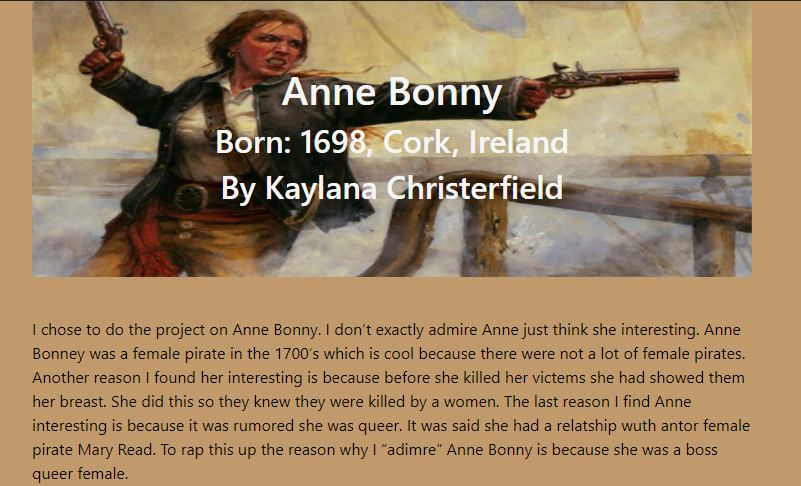 Anne Bonny
Born: 1698, Cork, Ireland
By Kaylana Christerfield
I chose to do the project on Anne Bonny. I don't exactly admire Anne just think she interesting. Anne
Bonney was a female pirate in the 1700's which is cool because there were not a lot of female pirates.
Another reason I found her interesting is because before she killed her victems she had showed them
her breast. She did this so they knew they were killed by a women. The last reason I find Anne
interesting is because it was rumored she was queer. It was said she had a relatship wuth antor female
pirate Mary Read. To rap this up the reason why I “adimre” Anne Bonny is because she was a boss
queer female.